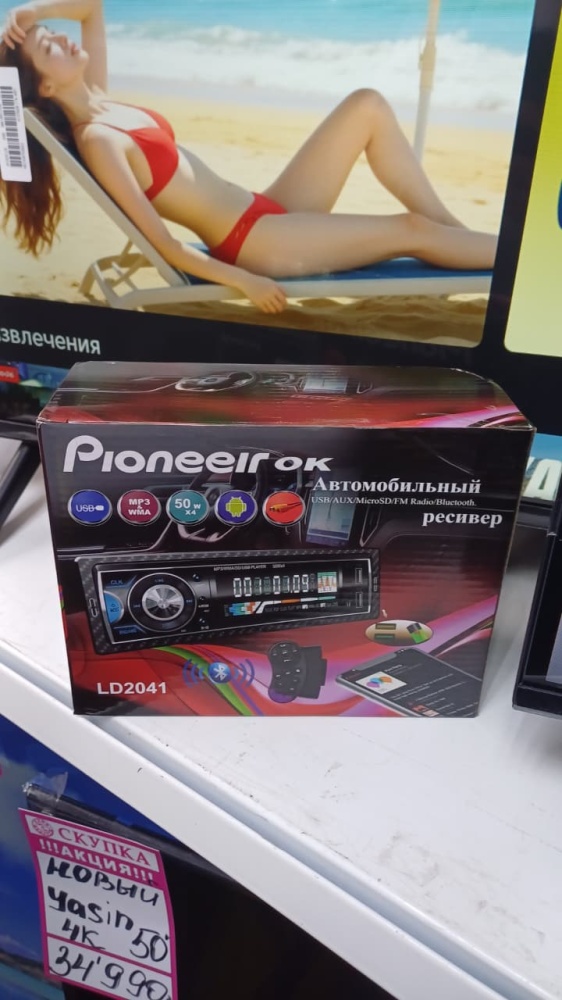 звлечения
Pioneeir OK
Автомобильный
USB/AUX/MicroSD/FM Radio/Bluetooth.
ресивер
USB
MP3
&
WMA
50 W
X4
LD2041
СКУПКА
!!!АКЦИЯ!!!
НОВЫЙ
Yasin 50"
4K
34'990